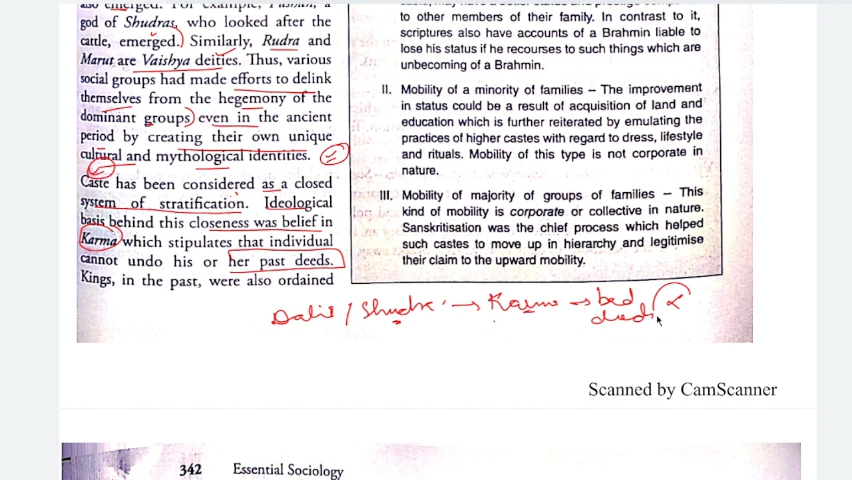 god of Shudras, who looked after the
cattle, emerged. Similarly, Rudra and
Marut are Vaishya deities. Thus, various
social groups had made efforts to delink
themselves from the hegemony of the
dominant groups even in the ancient
period by creating their own unique
cultural and mythological identities.
Caste has been considered as a closed
system of stratification. Ideological
basis behind this closeness was belief in
Karma which stipulates that individual
cannot undo his or her past deeds.
Kings, in the past, were also ordained
to other members of their family. In contrast to it,
scriptures also have accounts of a Brahmin liable to
lose his status if he recourses to such things which are
unbecoming of a Brahmin.
II. Mobility of a minority of families – The improvement
in status could be a result of acquisition of land and
education which is further reiterated by emulating the
practices of higher castes with regard to dress, lifestyle
and rituals. Mobility of this type is not corporate in
nature.
III. Mobility of majority of groups of families – This
kind of mobility is corporate or collective in nature.
Sanskritisation was the chief process which helped
such castes to move up in hierarchy and legitimise
their claim to the upward mobility.
Dalit / Shudra → Karma → bad
deeds
Scanned by CamScanner
342 Essential Sociology